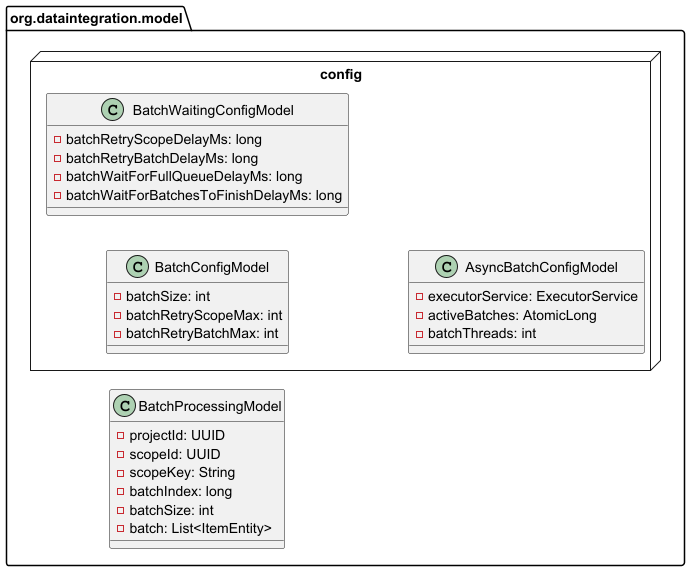 org.dataintegration.model
config
C BatchWaitingConfigModel
batchRetryScopeDelayMs: long
batchRetryBatchDelayMs: long
batchWaitForFullQueueDelayMs: long
batchWaitForBatchesToFinishDelayMs: long
C BatchConfigModel
batchSize: int
batchRetryScopeMax: int
batchRetryBatchMax: int
C AsyncBatchConfigModel
executorService: ExecutorService
activeBatches: AtomicLong
batchThreads: int
C BatchProcessingModel
projectId: UUID
scopeId: UUID
scopeKey: String
batchIndex: long
batchSize: int
batch: List<ItemEntity>